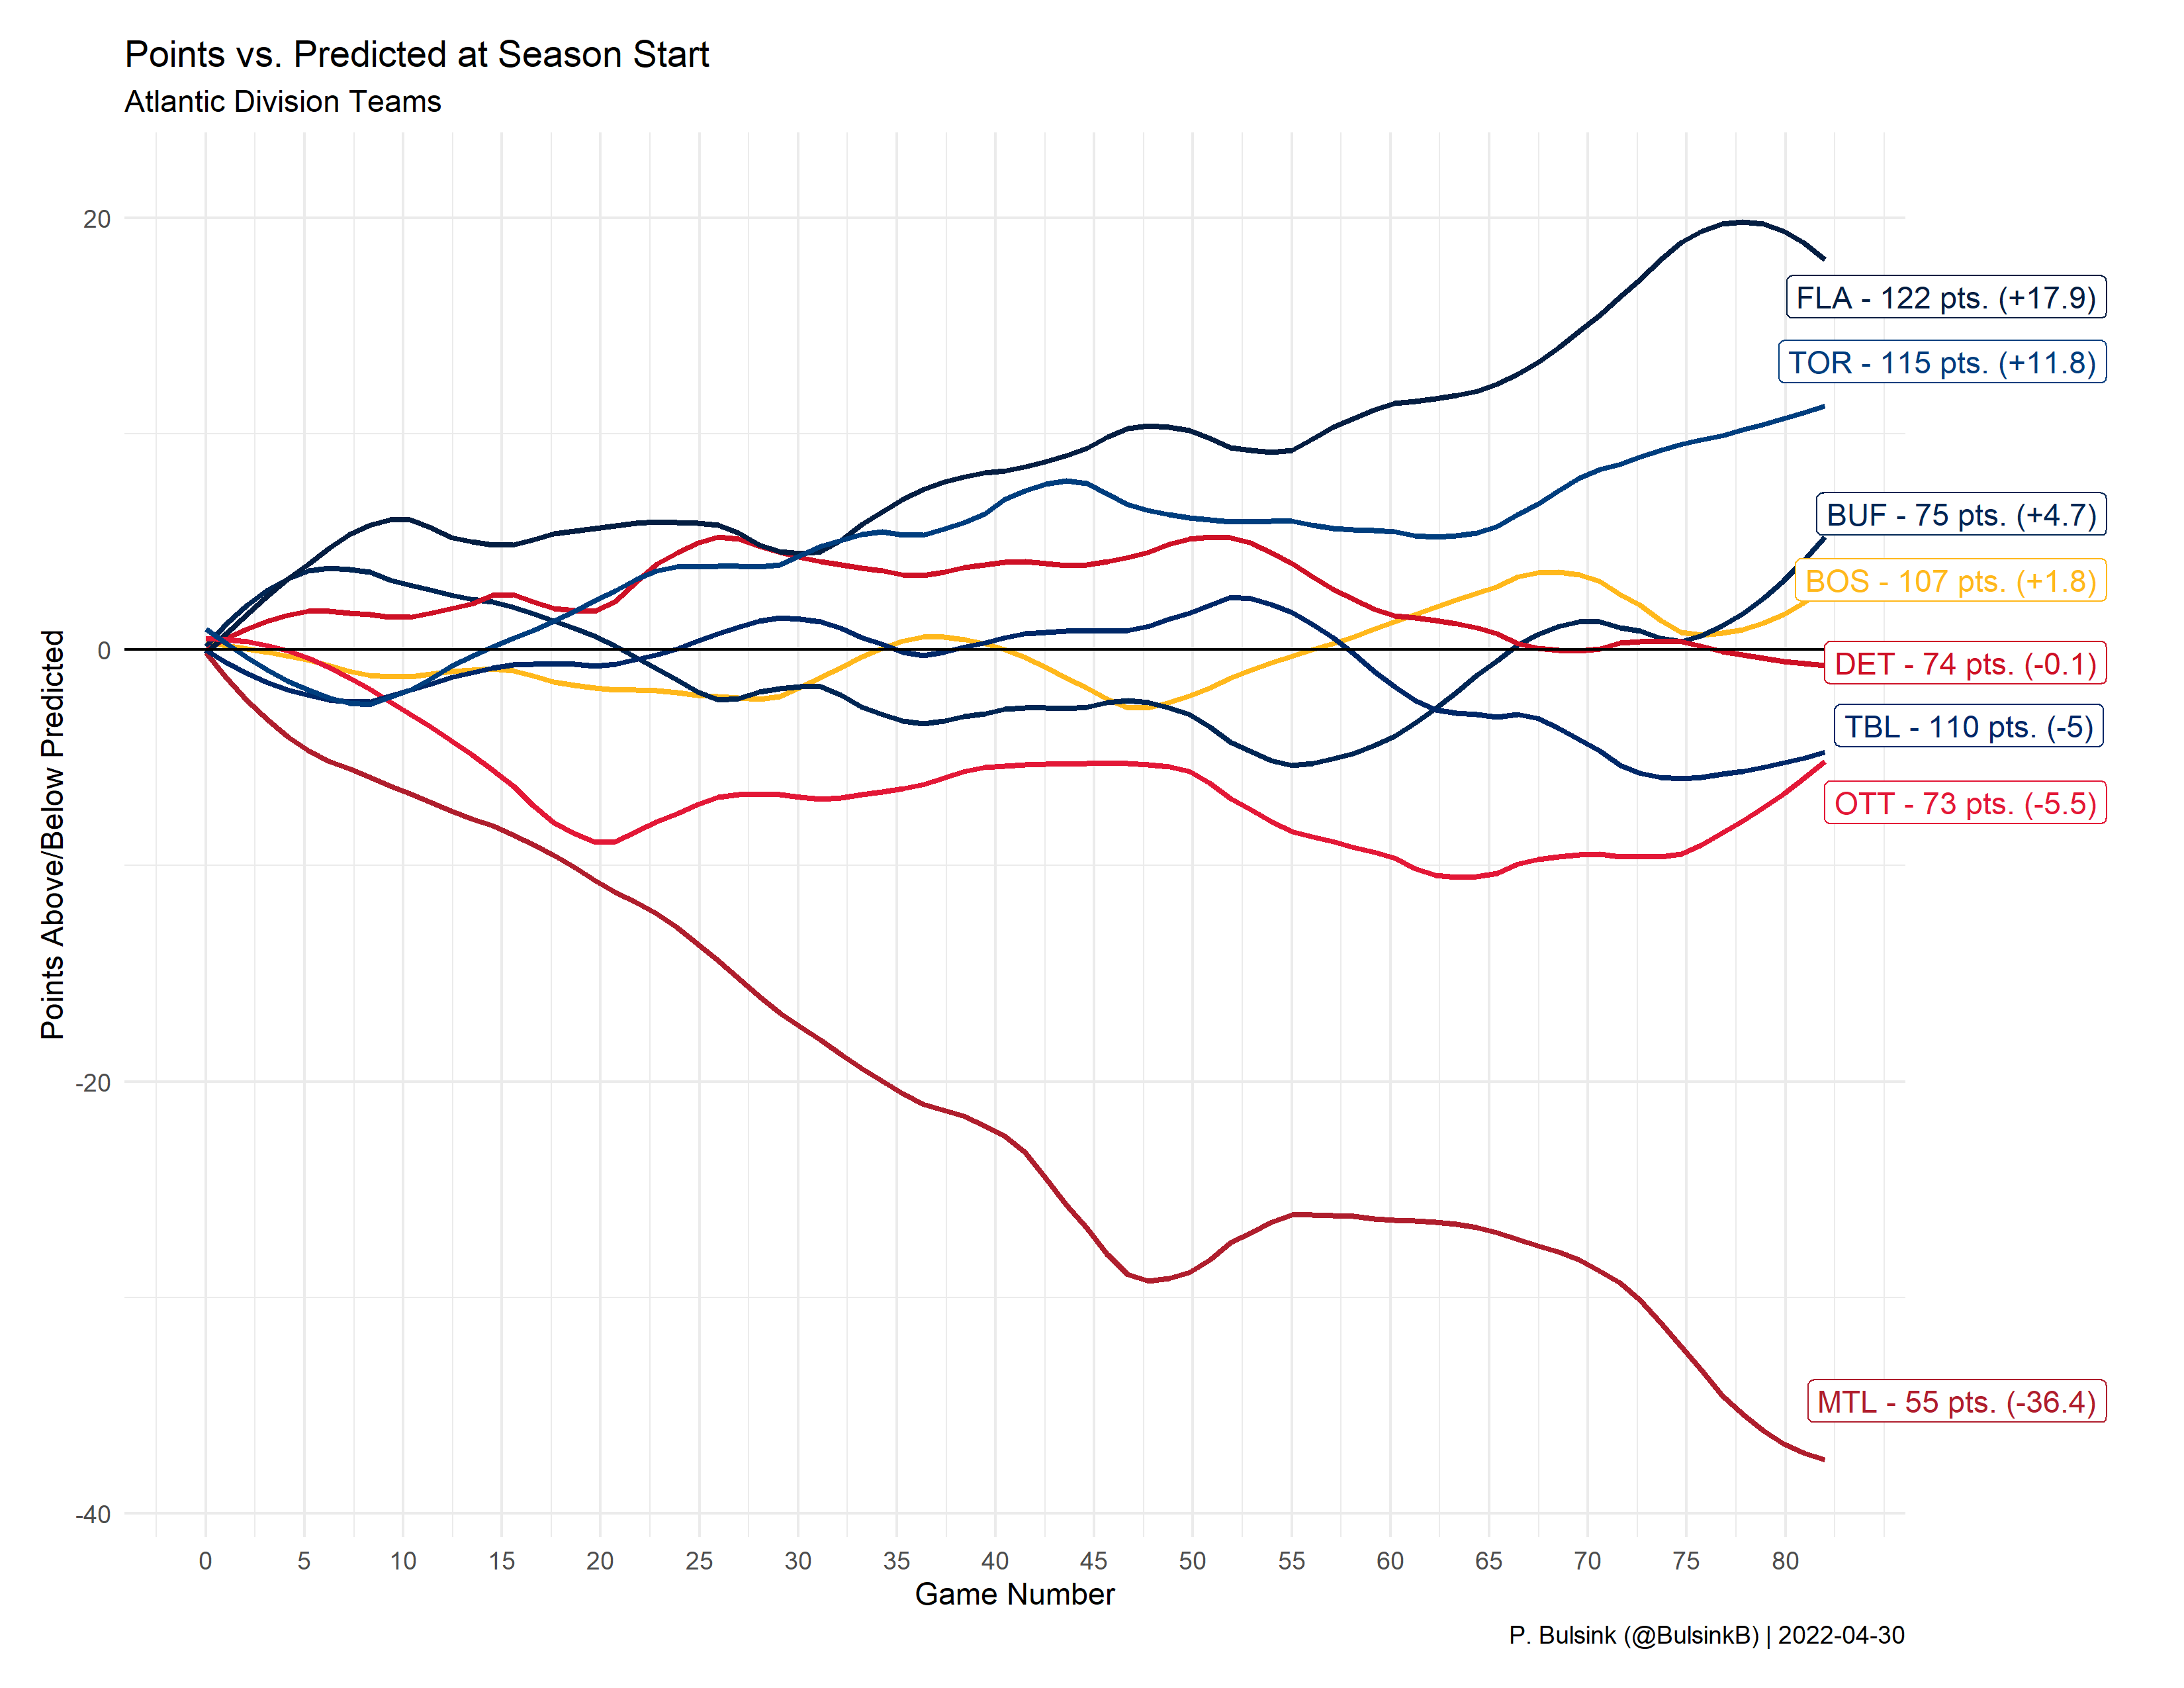 Points vs. Predicted at Season Start
Atlantic Division Teams
Points Above/Below Predicted
20
0
-20
-40
FLA - 122 pts. (+17.9)
TOR - 115 pts. (+11.8)
BUF - 75 pts. (+4.7)
BOS - 107 pts. (+1.8)
DET - 74 pts. (-0.1)
TBL - 110 pts. (-5)
OTT - 73 pts. (-5.5)
MTL - 55 pts. (-36.4)
0 5 10 15 20 25 30 35 40 45 50 55 60 65 70 75 80
Game Number
P. Bulsink (@BulsinkB) | 2022-04-30